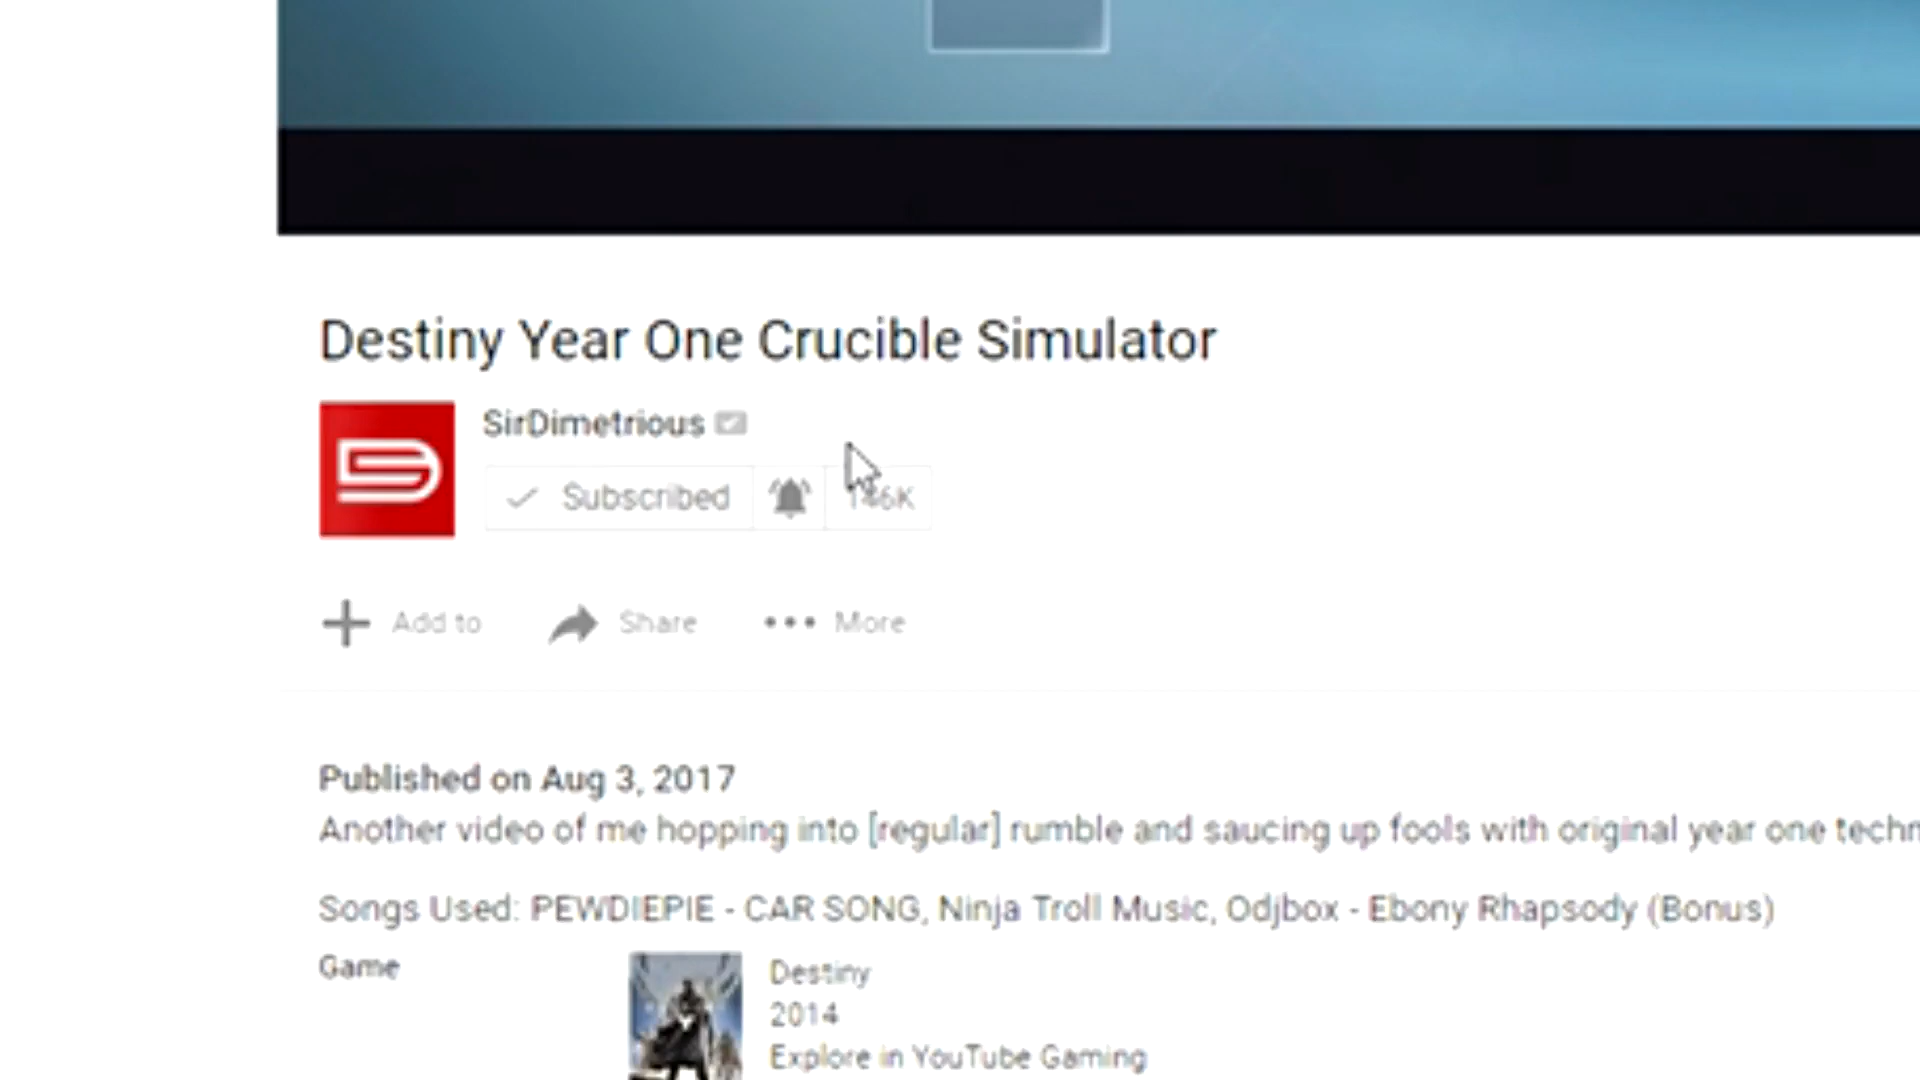 Destiny Year One Crucible Simulator
SirDimetrious
Subscribed 146K
Add to Share More
Published on Aug 3, 2017
Another video of me hopping into [regular] rumble and saucing up fools with original year one techn
Songs Used: PEWDIEPIE - CAR SONG, Ninja Troll Music, Odjbox - Ebony Rhapsody (Bonus)
Game
Destiny
2014
Explore in YouTube Gaming